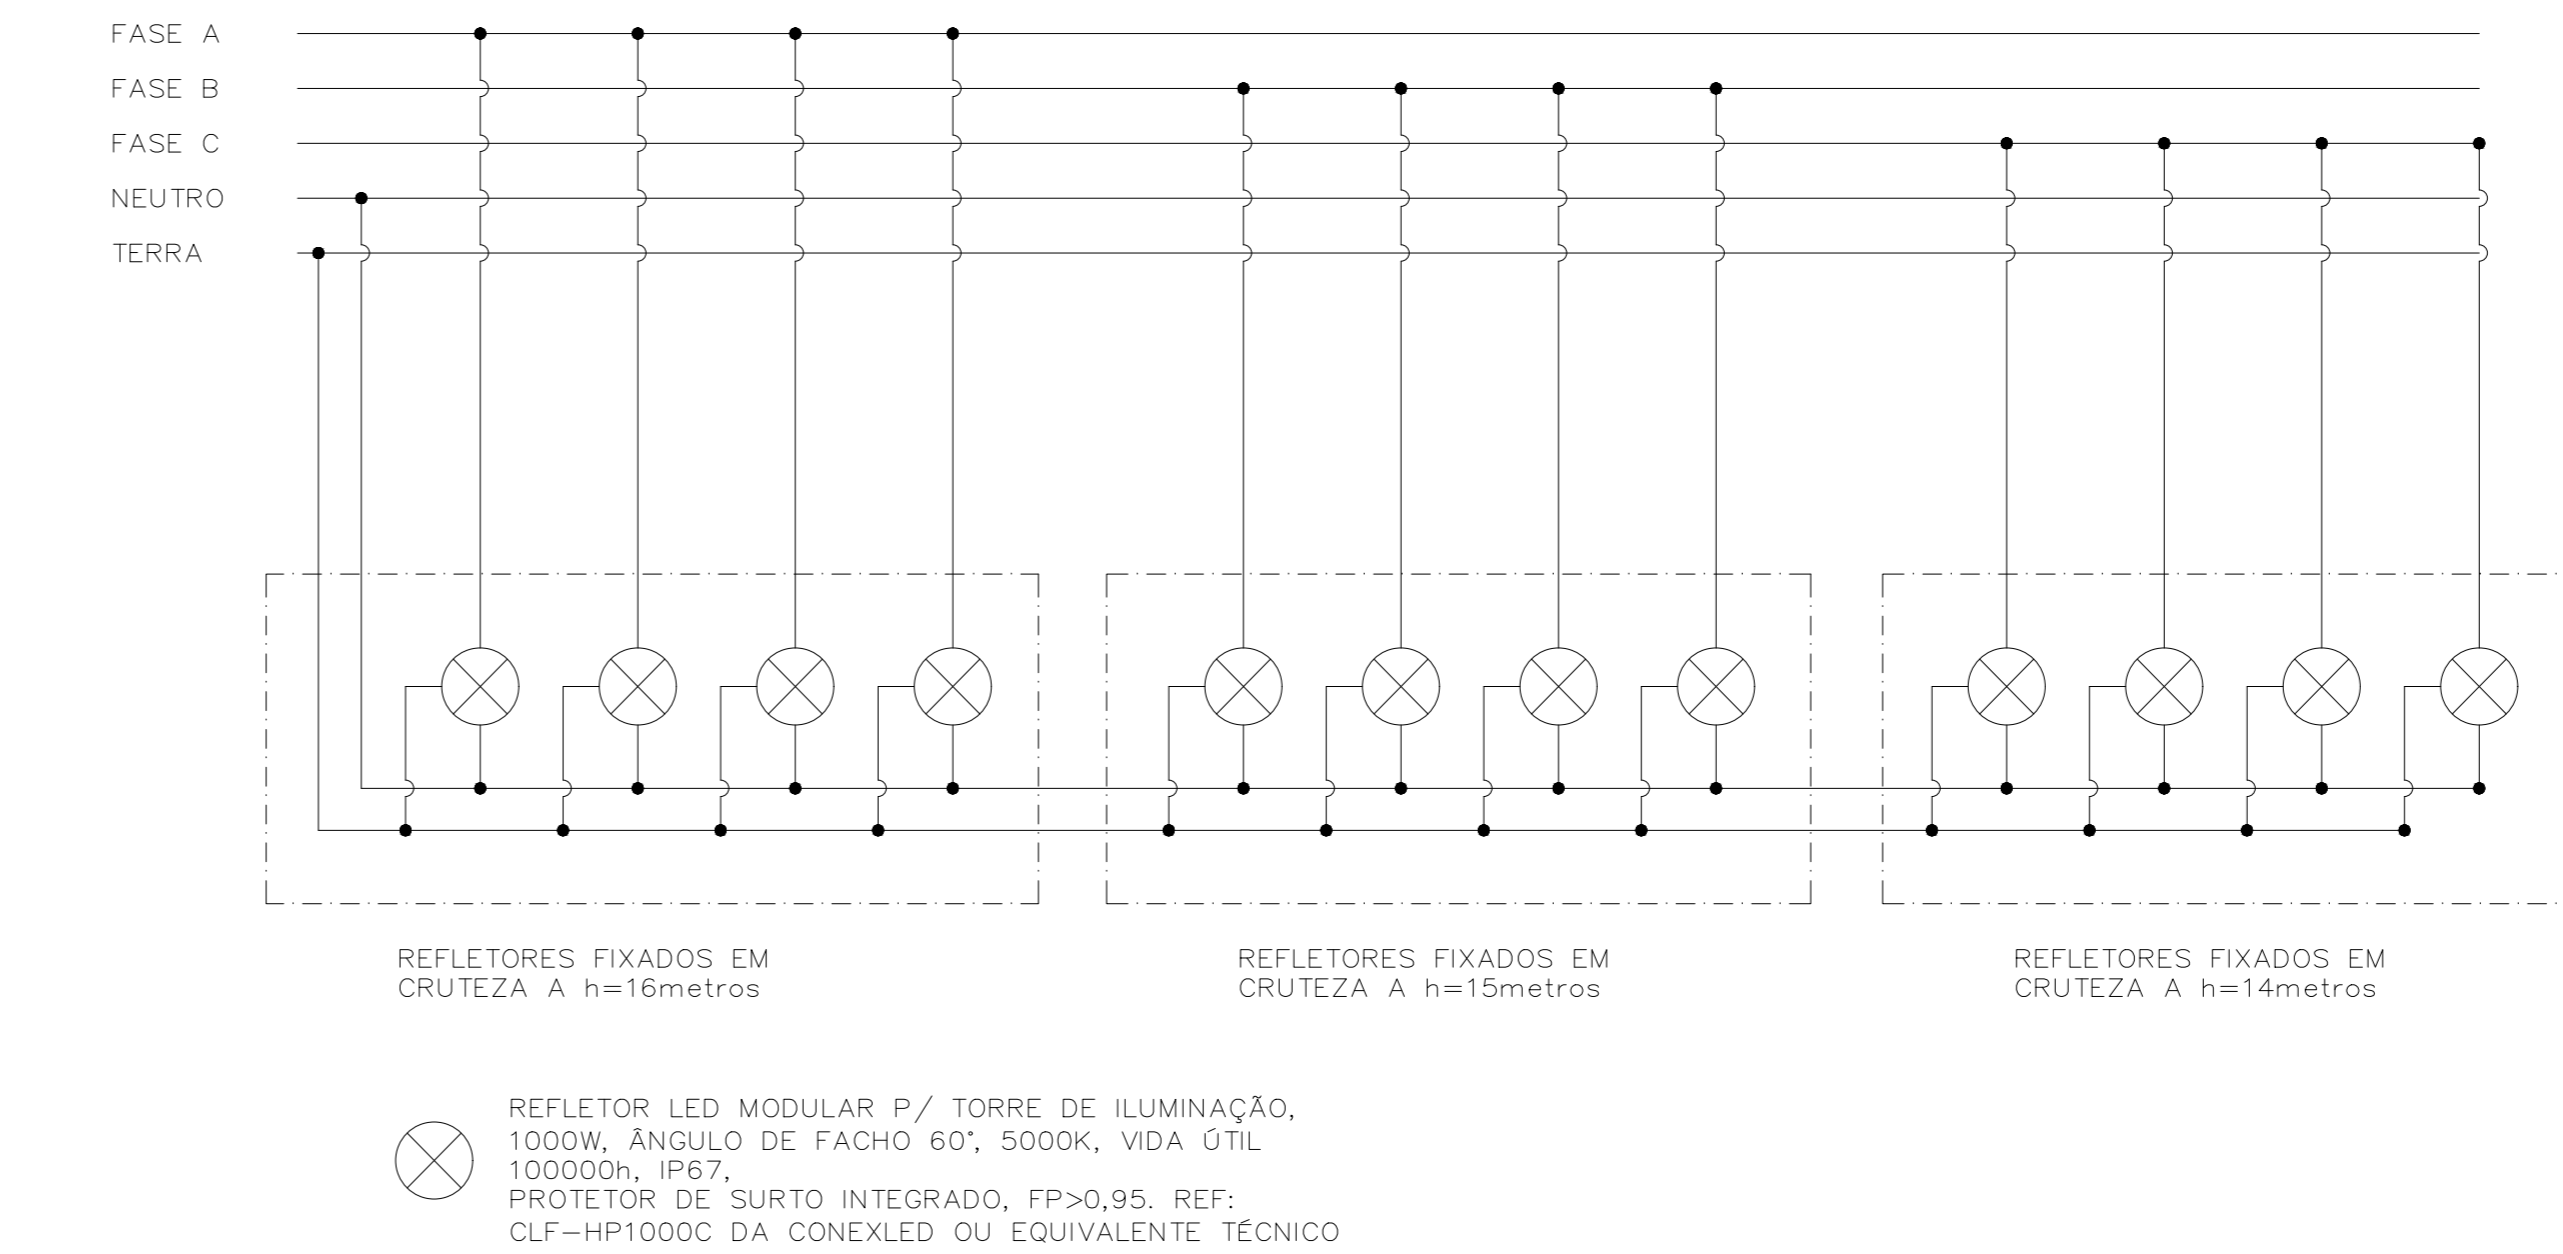 FASE A
FASE B
FASE C
NEUTRO
TERRA
REFLETORES FIXADOS EM
CRUTEZA A h=16metros
REFLETORES FIXADOS EM
CRUTEZA A h=15metros
REFLETORES FIXADOS EM
CRUTEZA A h=14metros
REFLETOR LED MODULAR P/ TORRE DE ILUMINAÇÃO,
1000W, ÂNGULO DE FACHO 60°, 5000K, VIDA ÚTIL
100000h, IP67,
PROTETOR DE SURTO INTEGRADO, FP>0,95. REF:
CLF-HP1000C DA CONEXLED OU EQUIVALENTE TÉCNICO